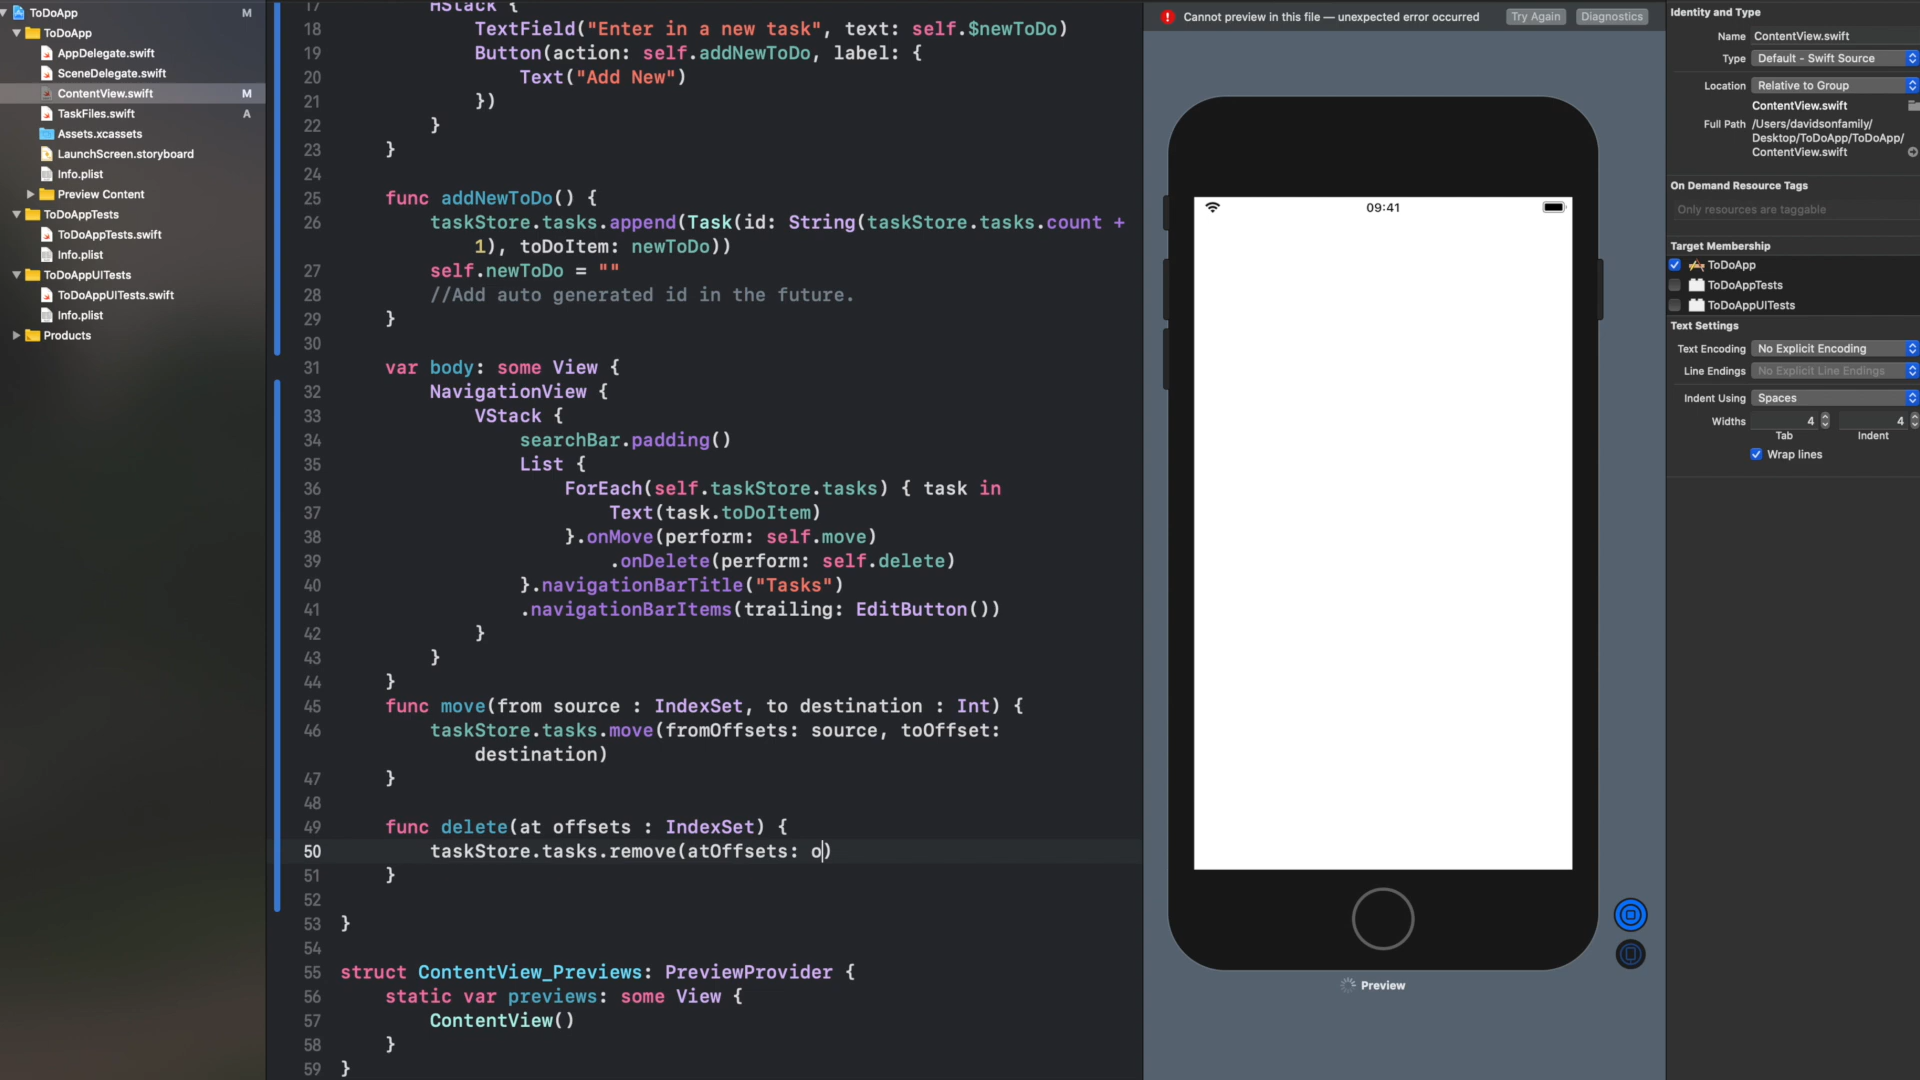 ToDoApp M
ToDoApp
AppDelegate.swift
SceneDelegate.swift
ContentView.swift M
TaskFiles.swift A
Assets.xcassets
LaunchScreen.storyboard
Info.plist
Preview Content
ToDoAppTests
ToDoAppTests.swift
Info.plist
ToDoAppUITests
ToDoAppUITests.swift
Info.plist
Products
17 HStack {
18 TextField("Enter in a new task", text: self.$newToDo)
19 Button(action: self.addNewToDo, label: {
20 Text("Add New")
21 })
22 }
23 }
24
25 func addNewToDo() {
26 taskStore.tasks.append(Task(id: String(taskStore.tasks.count +
1), toDoItem: newToDo))
27 self.newToDo = ""
28 //Add auto generated id in the future.
29 }
30
31 var body: some View {
32 NavigationView {
33 VStack {
34 searchBar.padding()
35 List {
36 ForEach(self.taskStore.tasks) { task in
37 Text(task.toDoItem)
38 }.onMove(perform: self.move)
39 .onDelete(perform: self.delete)
40 }.navigationBarTitle("Tasks")
41 .navigationBarItems(trailing: EditButton())
42 }
43 }
44 }
45 func move(from source : IndexSet, to destination : Int) {
46 taskStore.tasks.move(fromOffsets: source, toOffset:
destination)
47 }
48
49 func delete(at offsets : IndexSet) {
50 taskStore.tasks.remove(atOffsets: o)
51 }
52
53 }
54
55 struct ContentView_Previews: PreviewProvider {
56 static var previews: some View {
57 ContentView()
58 }
59 }
Cannot preview in this file — unexpected error occurred Try Again Diagnostics
09:41
Preview
Identity and Type
Name ContentView.swift
Type Default - Swift Source
Location Relative to Group
ContentView.swift
Full Path /Users/davidsonfamily/
Desktop/ToDoApp/ToDoApp/
ContentView.swift
On Demand Resource Tags
Only resources are taggable
Target Membership
ToDoApp
ToDoAppTests
ToDoAppUITests
Text Settings
Text Encoding No Explicit Encoding
Line Endings No Explicit Line Endings
Indent Using Spaces
Widths 4 4
Tab Indent
Wrap lines